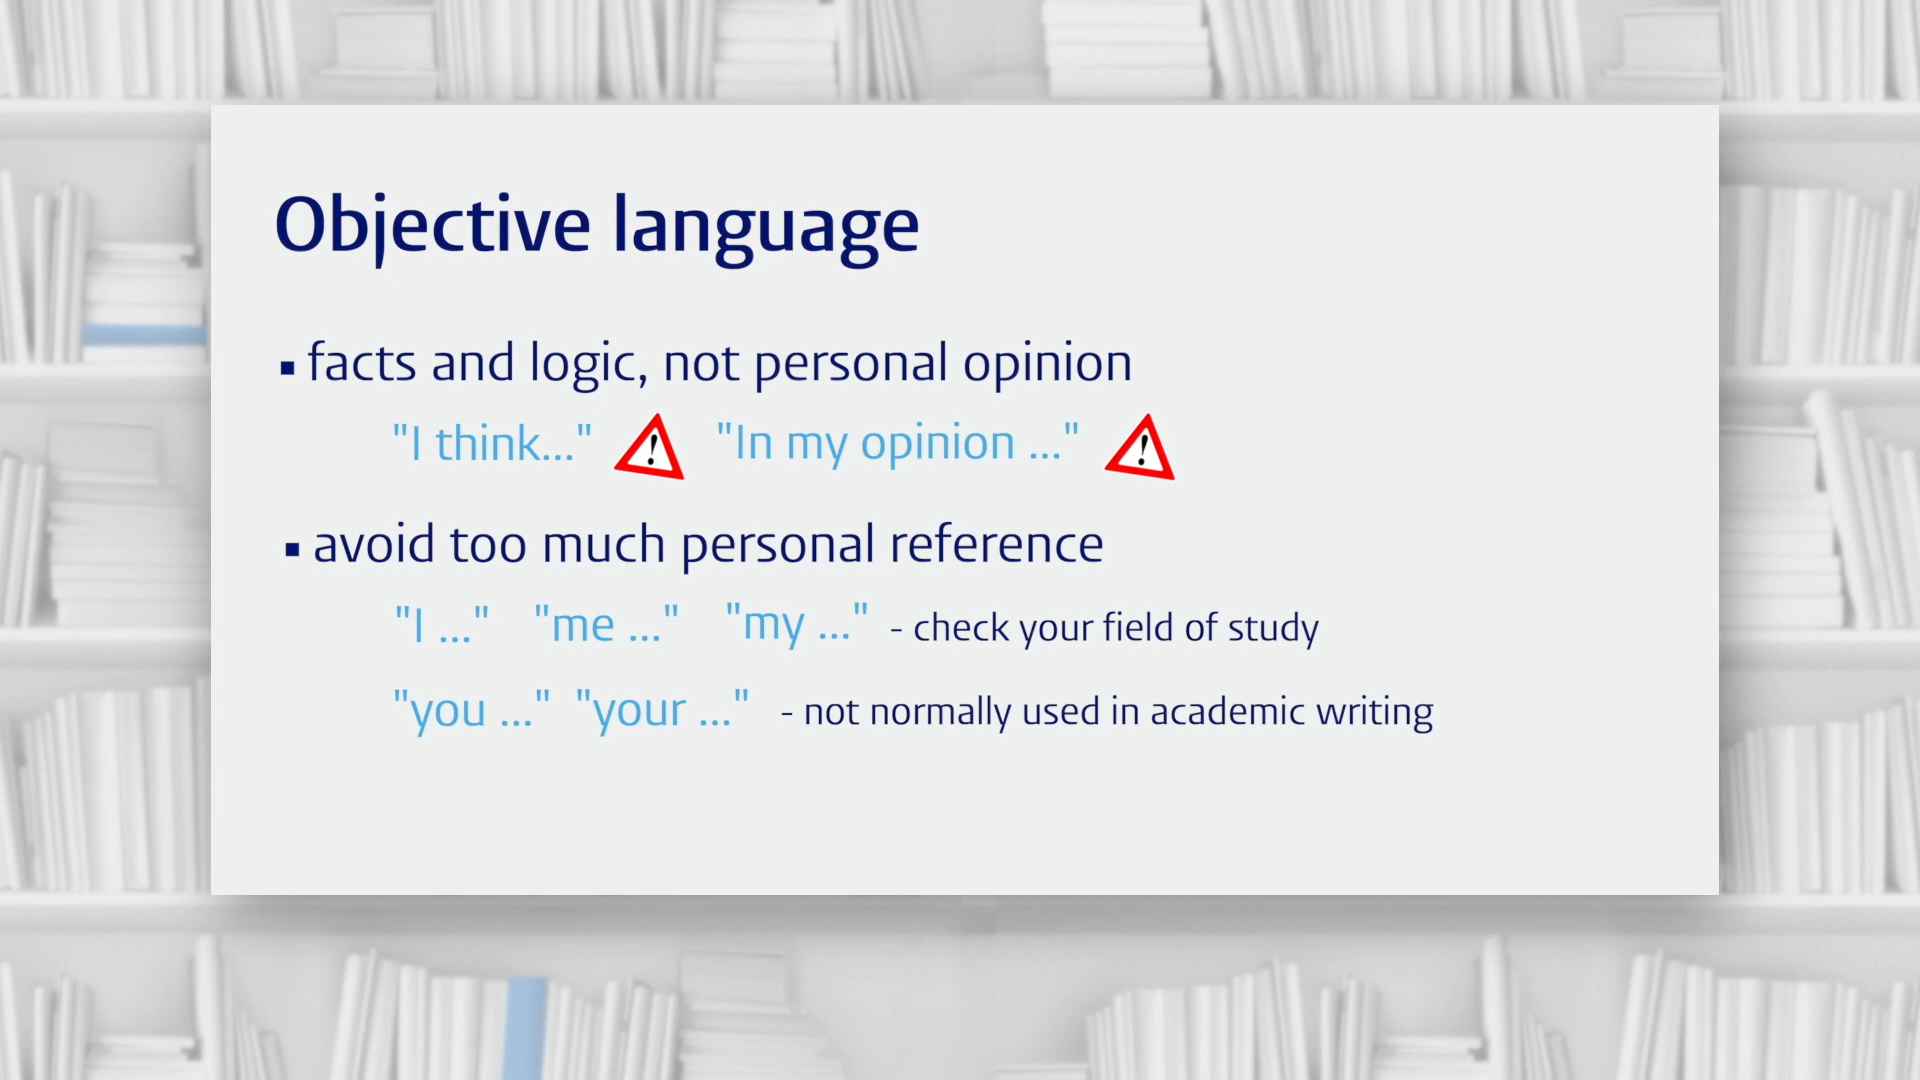 Objective language
▪ facts and logic, not personal opinion
"I think..." "In my opinion ..."
▪ avoid too much personal reference
"I ..." "me ..." "my ..." - check your field of study
"you ..." "your ..." - not normally used in academic writing